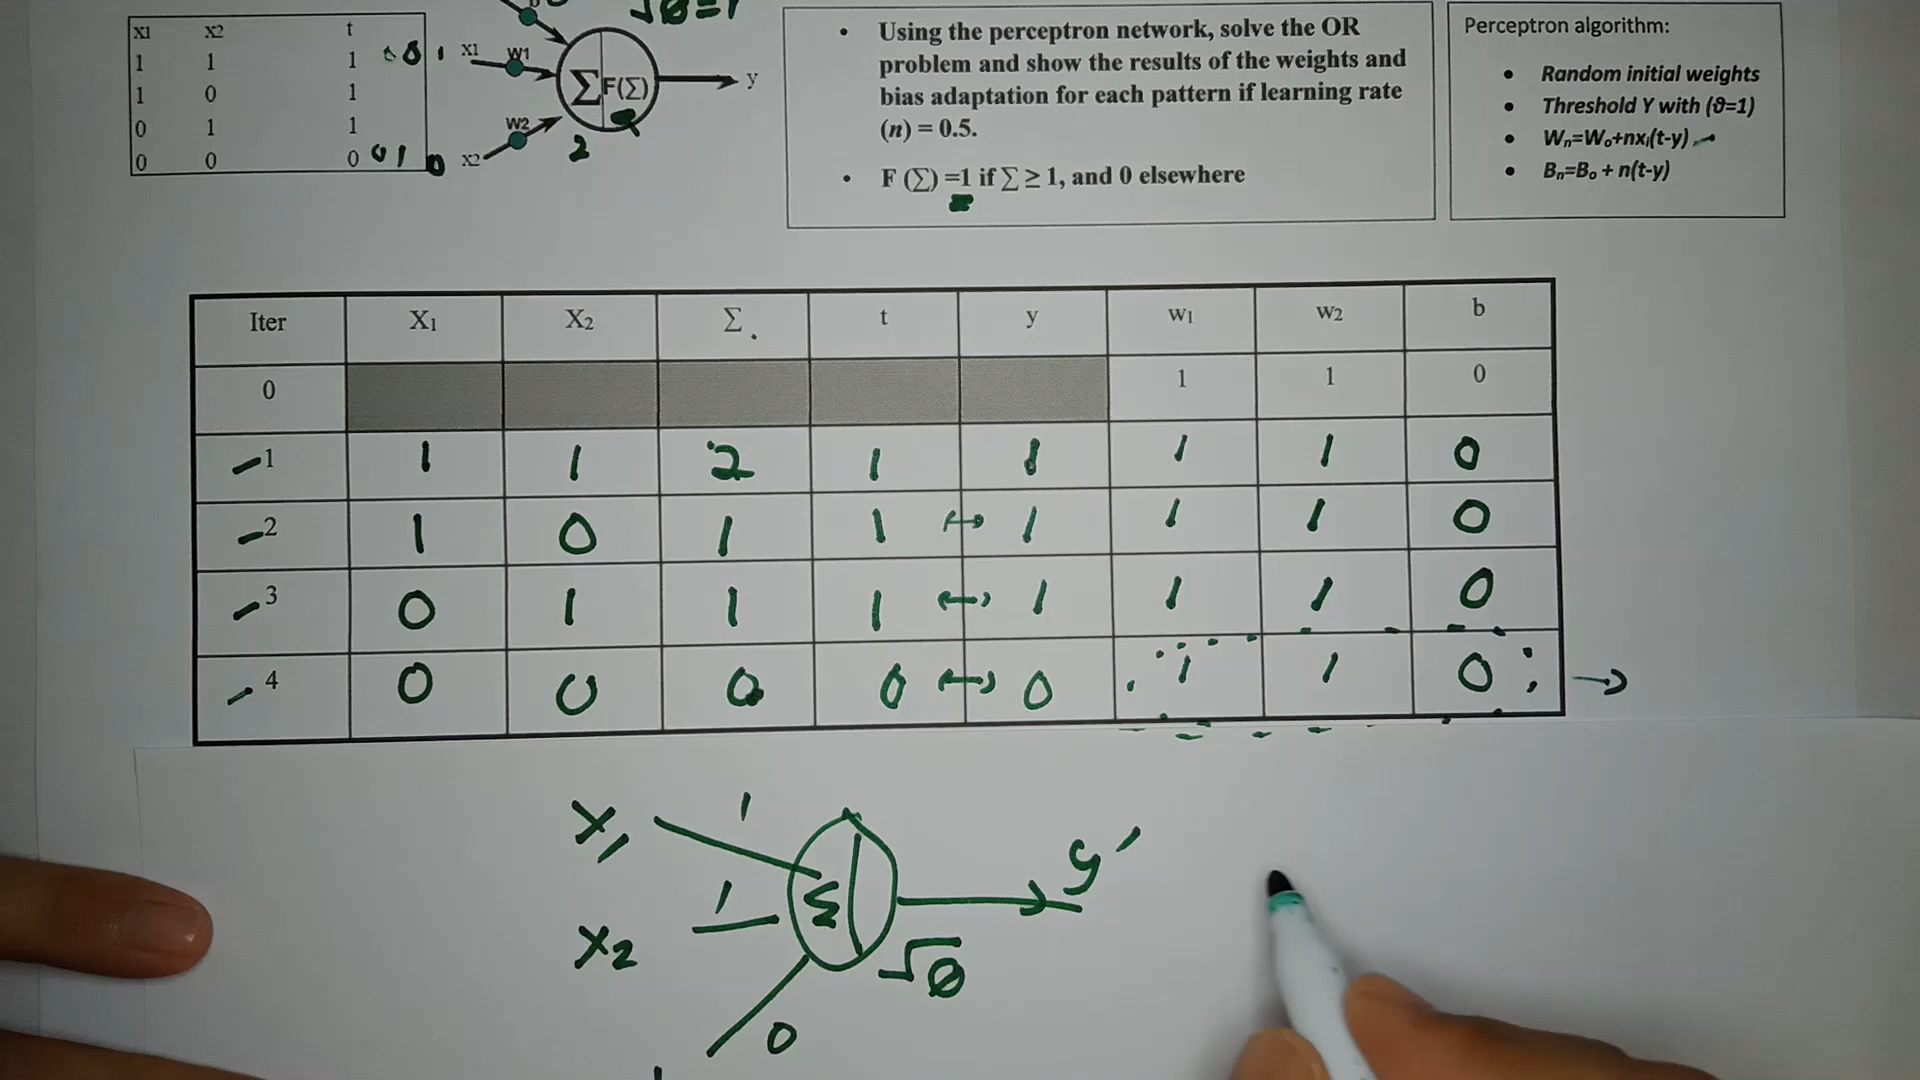 x1 x2 t
1 1 1
1 0 1
0 1 1
0 0 0
0 1 0
x1 W1
W2
x2
Σ F(Σ)
y
2
• Using the perceptron network, solve the OR
problem and show the results of the weights and
bias adaptation for each pattern if learning rate
(n) = 0.5.
• F (Σ) =1 if Σ ≥ 1, and 0 elsewhere
Perceptron algorithm:
• Random initial weights
• Threshold Y with (θ=1)
• Wₙ=Wₒ+nxᵢ(t-y)
• Bₙ=Bₒ + n(t-y)
Iter X₁ X₂ Σ t y W₁ W₂ b
0 1 1 0
1 1 1 2 1 1 1 1 0
2 1 0 1 1 ↔ 1 1 1 0
3 0 1 1 1 ↔ 1 1 1 0
4 0 0 0 0 ↔ 0 1 1 0
X₁ 1
Σ y'
X₂ 1
θ
0